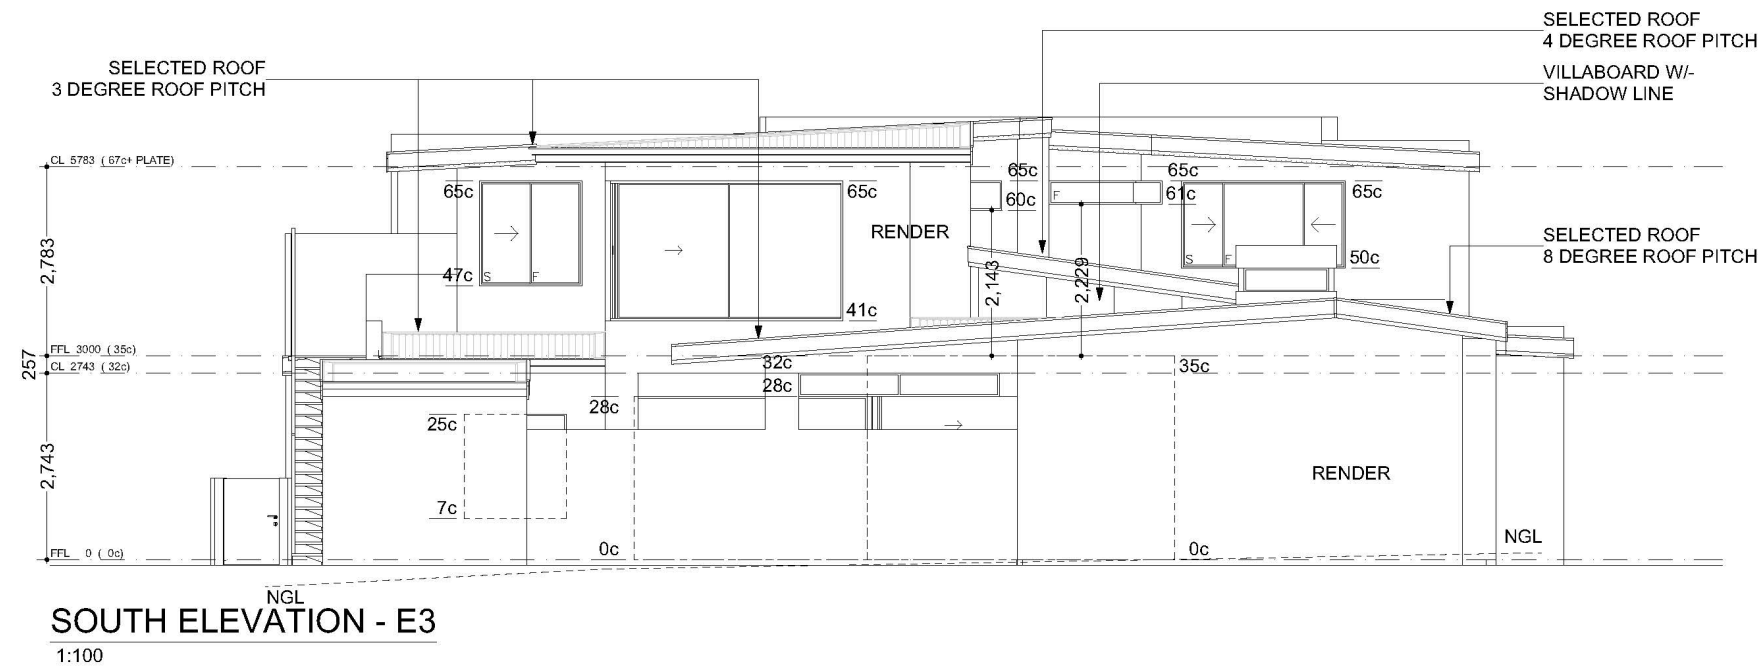 SELECTED ROOF
4 DEGREE ROOF PITCH
SELECTED ROOF
3 DEGREE ROOF PITCH
VILLABOARD W/-
SHADOW LINE
CL 5783 ( 67c+ PLATE)
65c
65c
65c
65c
65c
60c
61c
RENDER
SELECTED ROOF
8 DEGREE ROOF PITCH
2,783
47c
S
F
F
S
F
50c
2,143
2,229
41c
FFL 3000 ( 35c)
257
CL 2743 ( 32c)
32c
35c
28c
28c
25c
2,743
RENDER
7c
NGL
FFL 0 ( 0c)
0c
0c
NGL
SOUTH ELEVATION - E3
1:100